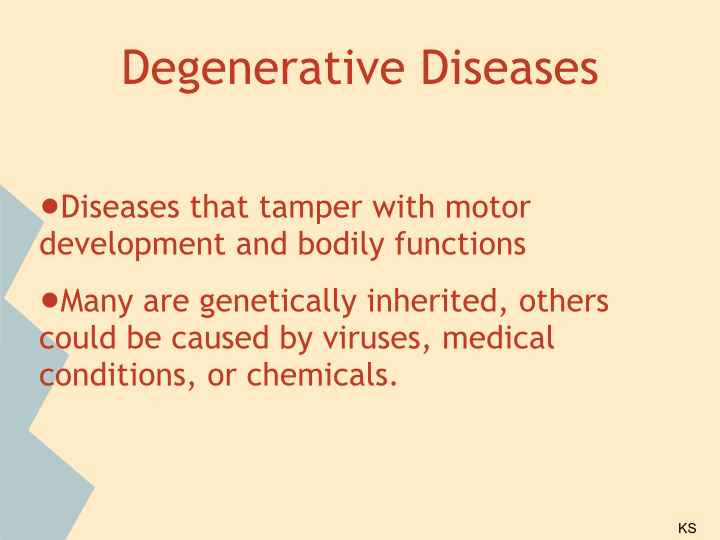 Degenerative Diseases
●Diseases that tamper with motor
development and bodily functions
●Many are genetically inherited, others
could be caused by viruses, medical
conditions, or chemicals.
KS